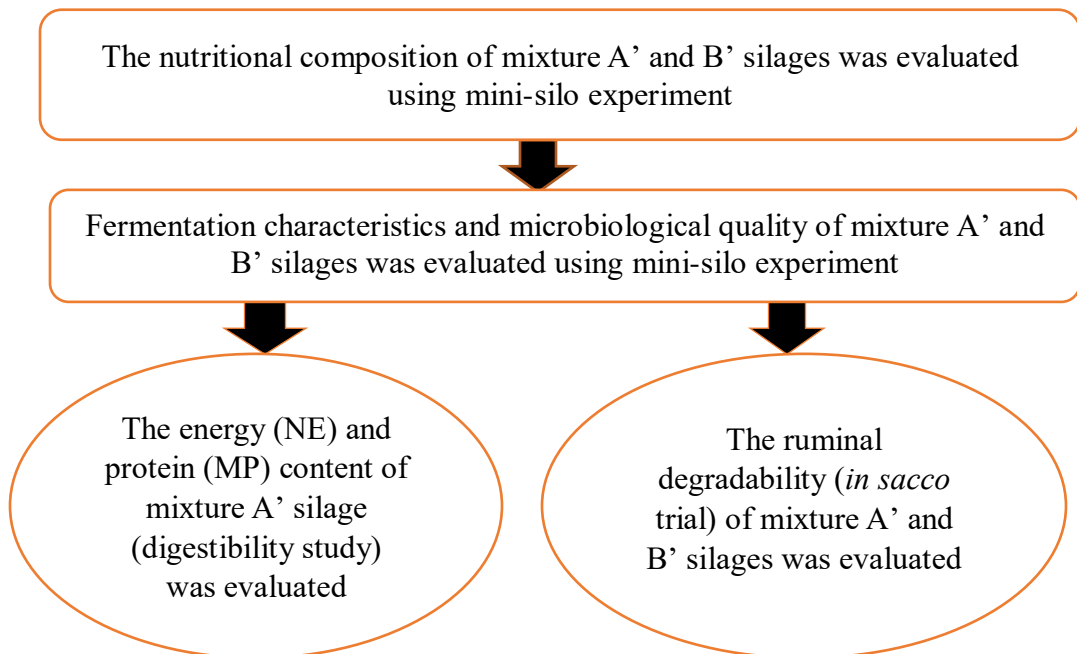 The nutritional composition of mixture A’ and B’ silages was evaluated
using mini-silo experiment
Fermentation characteristics and microbiological quality of mixture A’ and
B’ silages was evaluated using mini-silo experiment
The energy (NE) and
protein (MP) content of
mixture A’ silage
(digestibility study)
was evaluated
The ruminal
degradability (in sacco
trial) of mixture A’ and
B’ silages was evaluated